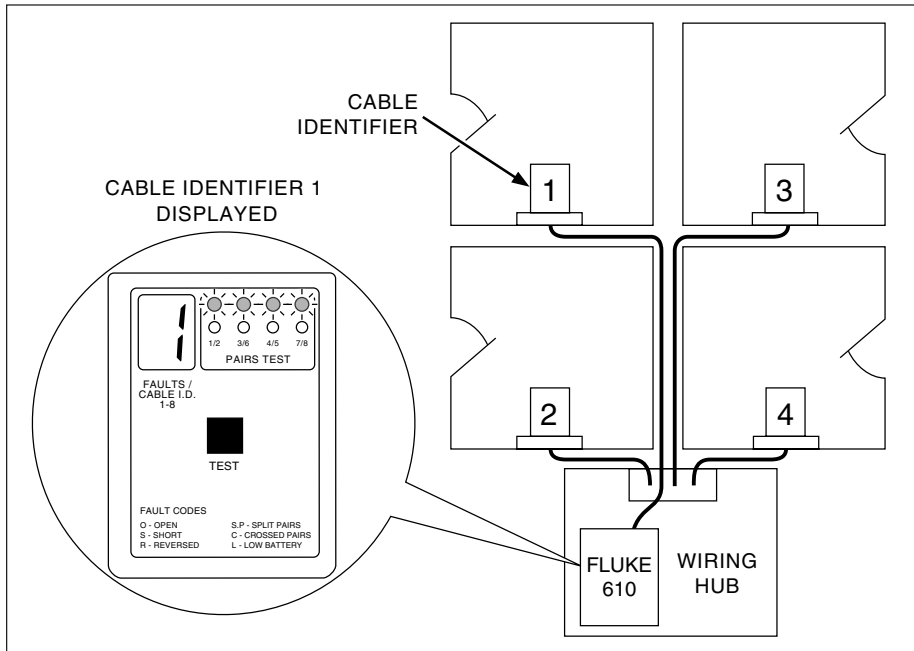 CABLE
IDENTIFIER
1
3
CABLE IDENTIFIER 1
DISPLAYED
1
1/2 3/6 4/5 7/8
PAIRS TEST
FAULTS /
CABLE I.D.
1-8
TEST
FAULT CODES
O - OPEN
S - SHORT
R - REVERSED
S.P - SPLIT PAIRS
C - CROSSED PAIRS
L - LOW BATTERY
2
4
FLUKE
610
WIRING
HUB